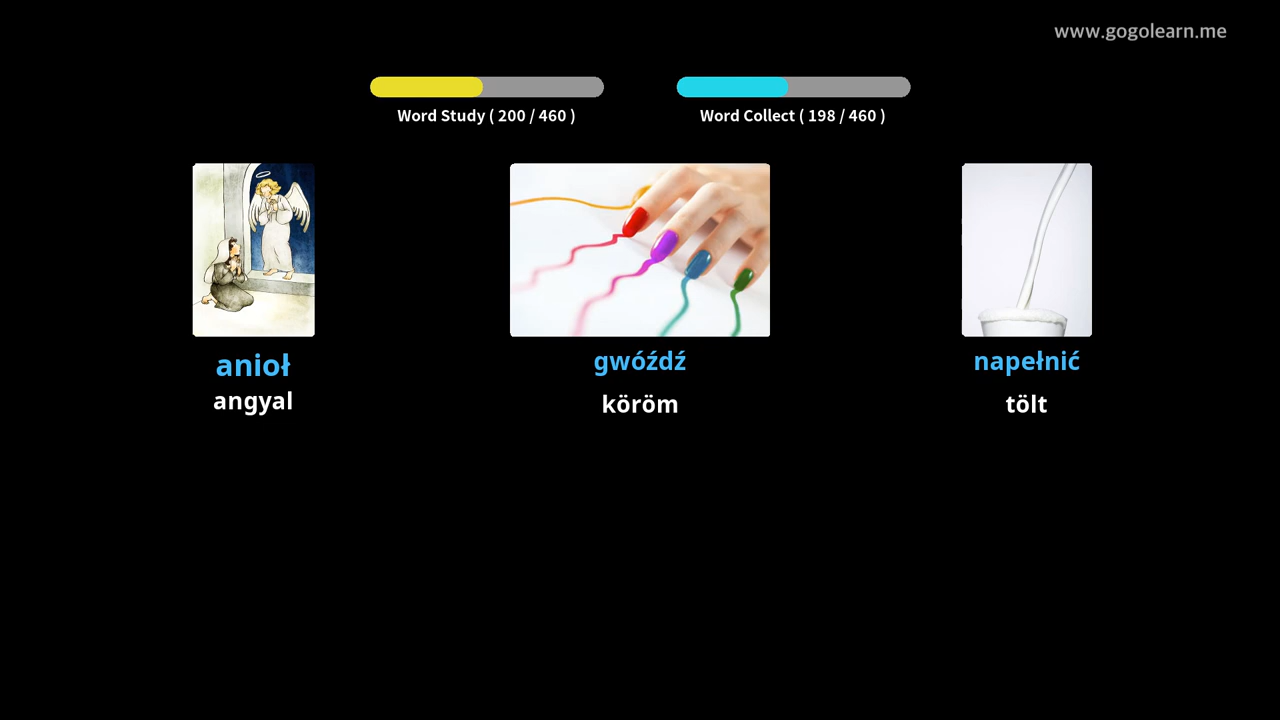 www.gogolearn.me
Word Study ( 200 / 460 )
Word Collect ( 198 / 460 )
anioł
angyal
gwóźdź
köröm
napełnić
tölt